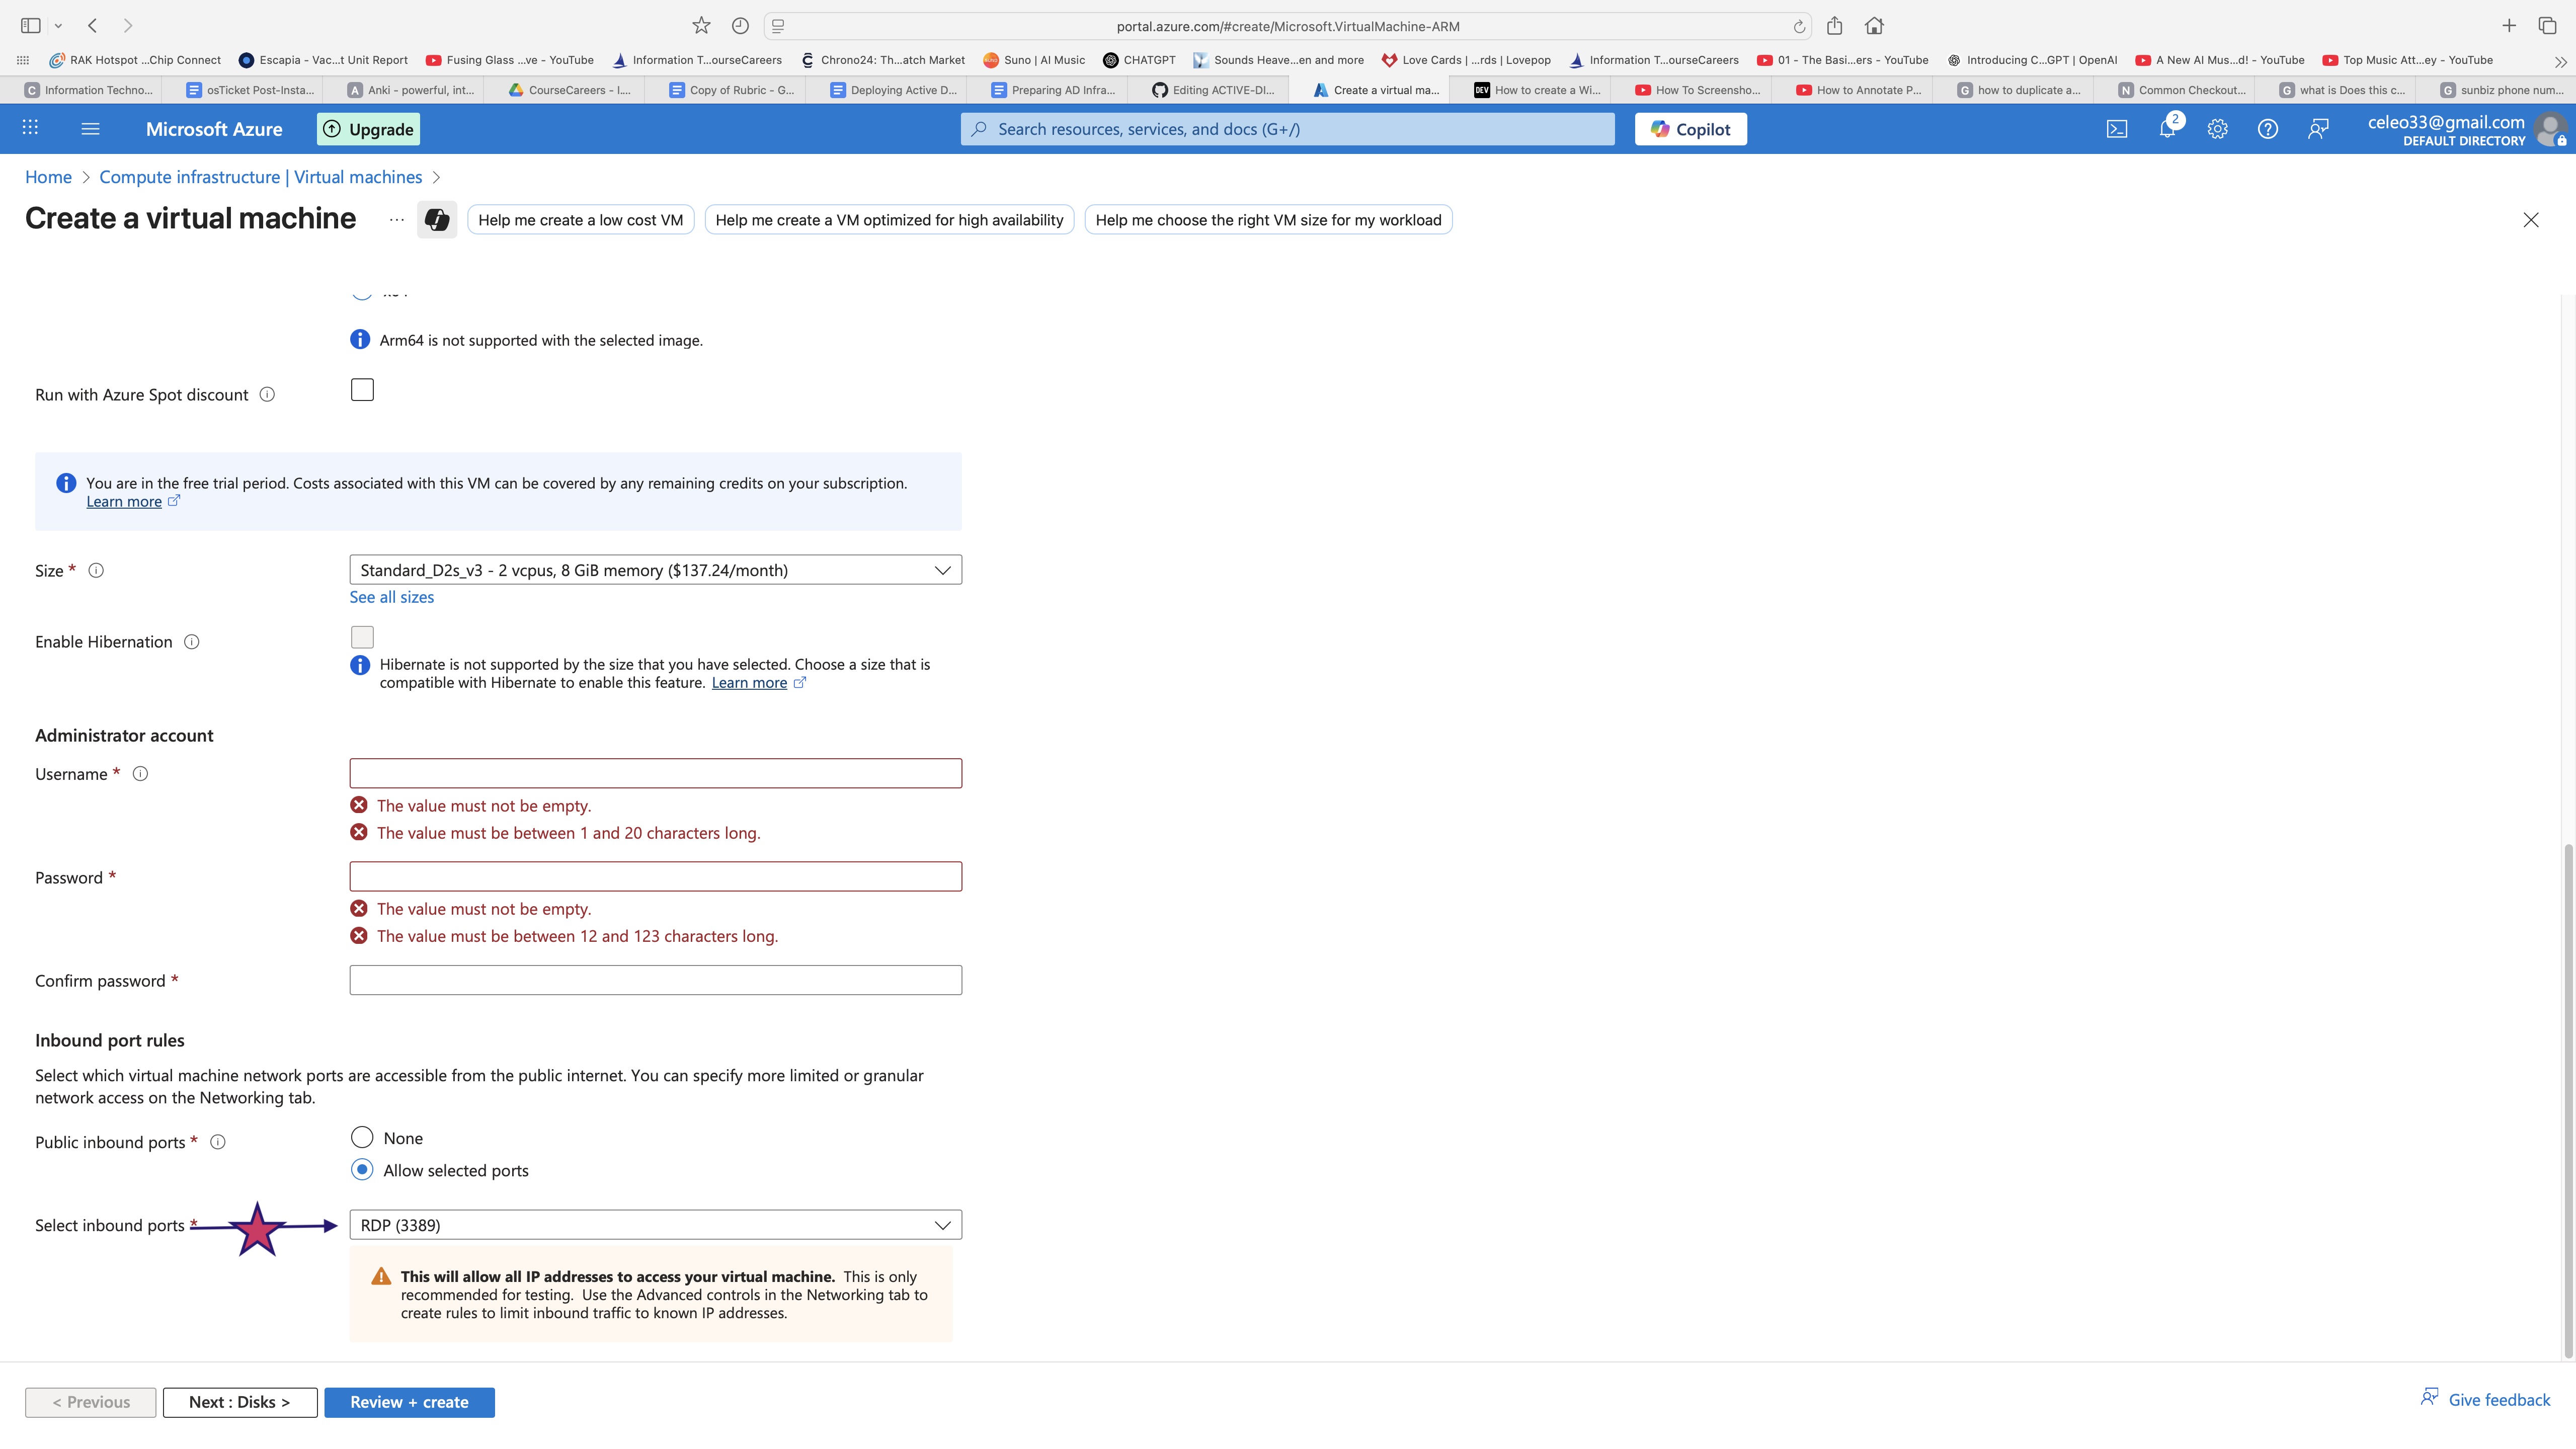 portal.azure.com/#create/Microsoft.VirtualMachine-ARM
RAK Hotspot ...Chip Connect
Escapia - Vac...t Unit Report
Fusing Glass ...ve - YouTube
Information T...ourseCareers
Chrono24: Th...atch Market
Suno | AI Music
CHATGPT
Sounds Heave...en and more
Love Cards | ...rds | Lovepop
Information T...ourseCareers
01 - The Basi...ers - YouTube
Introducing C...GPT | OpenAI
A New AI Mus...d! - YouTube
Top Music Att...ey - YouTube
C Information Techno...
osTicket Post-Insta...
A Anki - powerful, int...
CourseCareers - I...
Copy of Rubric - G...
Deploying Active D...
Preparing AD Infra...
Editing ACTIVE-DI...
Create a virtual ma...
DEV How to create a Wi...
How To Screensho...
How to Annotate P...
G how to duplicate a...
N Common Checkout...
G what is Does this c...
G sunbiz phone num...
Microsoft Azure
Upgrade
Search resources, services, and docs (G+/)
Copilot
2
celeo33@gmail.com
DEFAULT DIRECTORY
Home > Compute infrastructure | Virtual machines >
Create a virtual machine
...
Help me create a low cost VM
Help me create a VM optimized for high availability
Help me choose the right VM size for my workload
Arm64 is not supported with the selected image.
Run with Azure Spot discount
You are in the free trial period. Costs associated with this VM can be covered by any remaining credits on your subscription.
Learn more
Size *
Standard_D2s_v3 - 2 vcpus, 8 GiB memory ($137.24/month)
See all sizes
Enable Hibernation
Hibernate is not supported by the size that you have selected. Choose a size that is
compatible with Hibernate to enable this feature. Learn more
Administrator account
Username *
The value must not be empty.
The value must be between 1 and 20 characters long.
Password *
The value must not be empty.
The value must be between 12 and 123 characters long.
Confirm password *
Inbound port rules
Select which virtual machine network ports are accessible from the public internet. You can specify more limited or granular
network access on the Networking tab.
Public inbound ports *
None
Allow selected ports
Select inbound ports *
RDP (3389)
This will allow all IP addresses to access your virtual machine. This is only
recommended for testing. Use the Advanced controls in the Networking tab to
create rules to limit inbound traffic to known IP addresses.
< Previous
Next : Disks >
Review + create
Give feedback